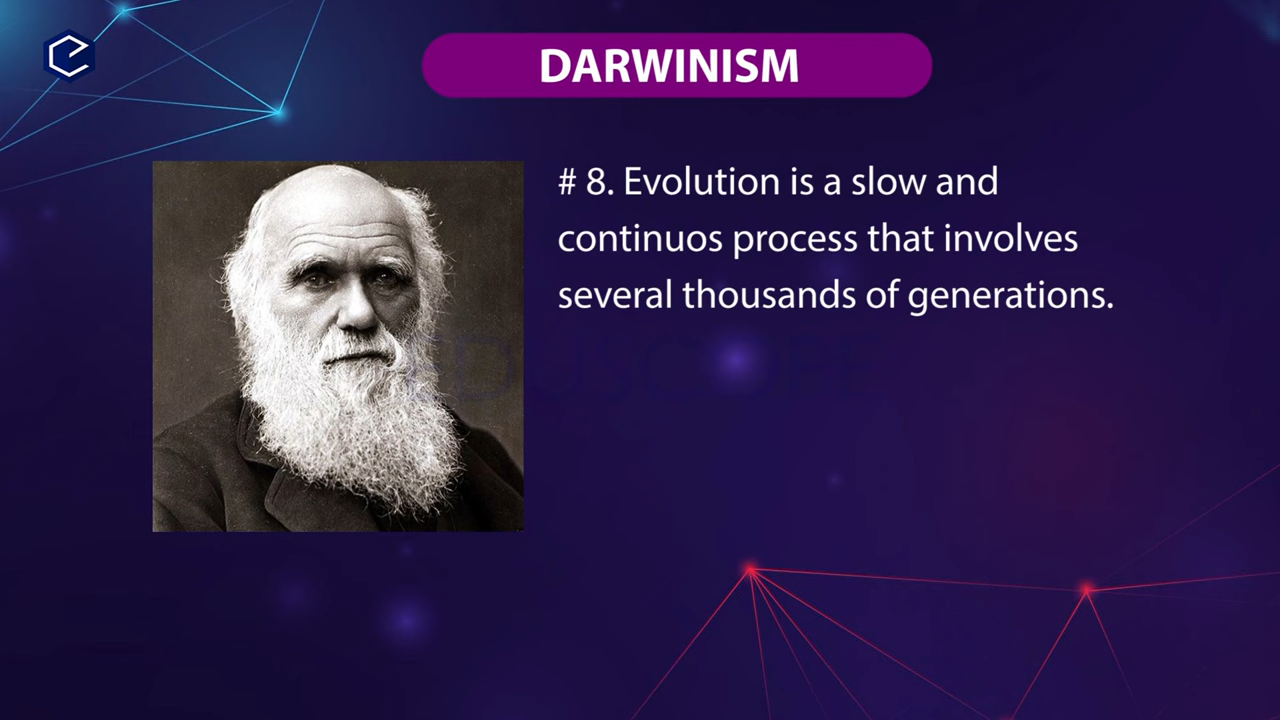 DARWINISM
# 8. Evolution is a slow and
continuos process that involves
several thousands of generations.